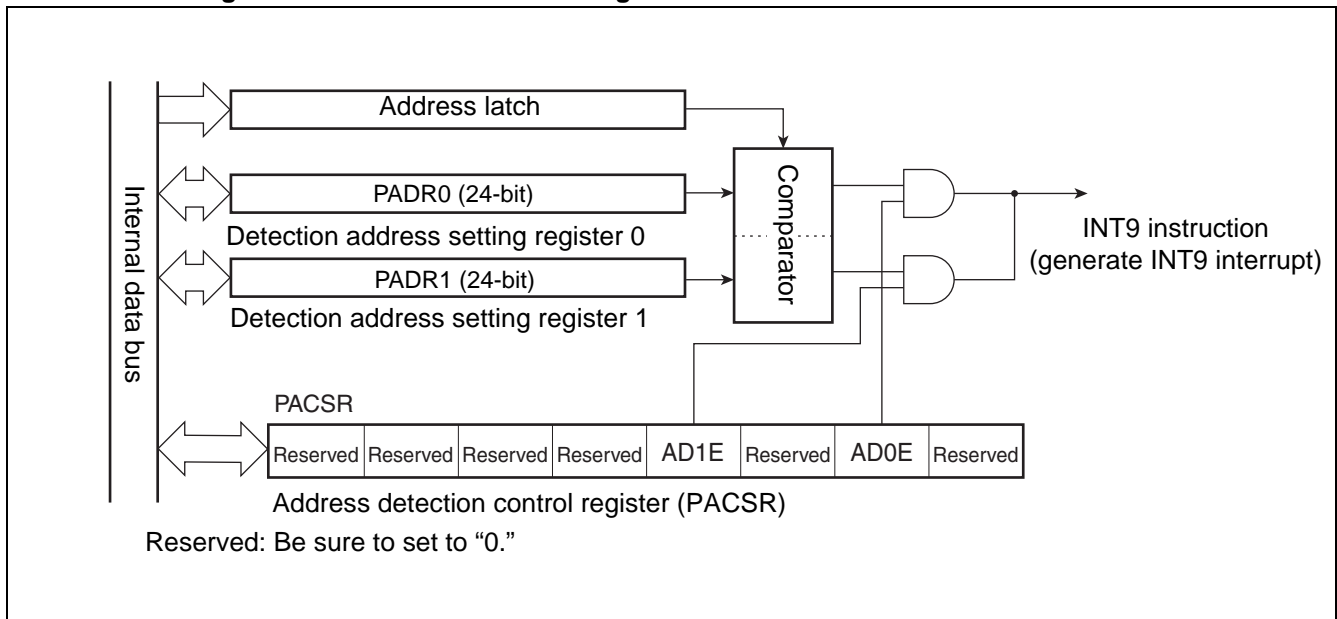 Address latch
PADR0 (24-bit)
Detection address setting register 0
PADR1 (24-bit)
Detection address setting register 1
Internal data bus
Comparator
INT9 instruction
(generate INT9 interrupt)
PACSR
Reserved Reserved Reserved Reserved AD1E Reserved AD0E Reserved
Address detection control register (PACSR)
Reserved: Be sure to set to “0.”